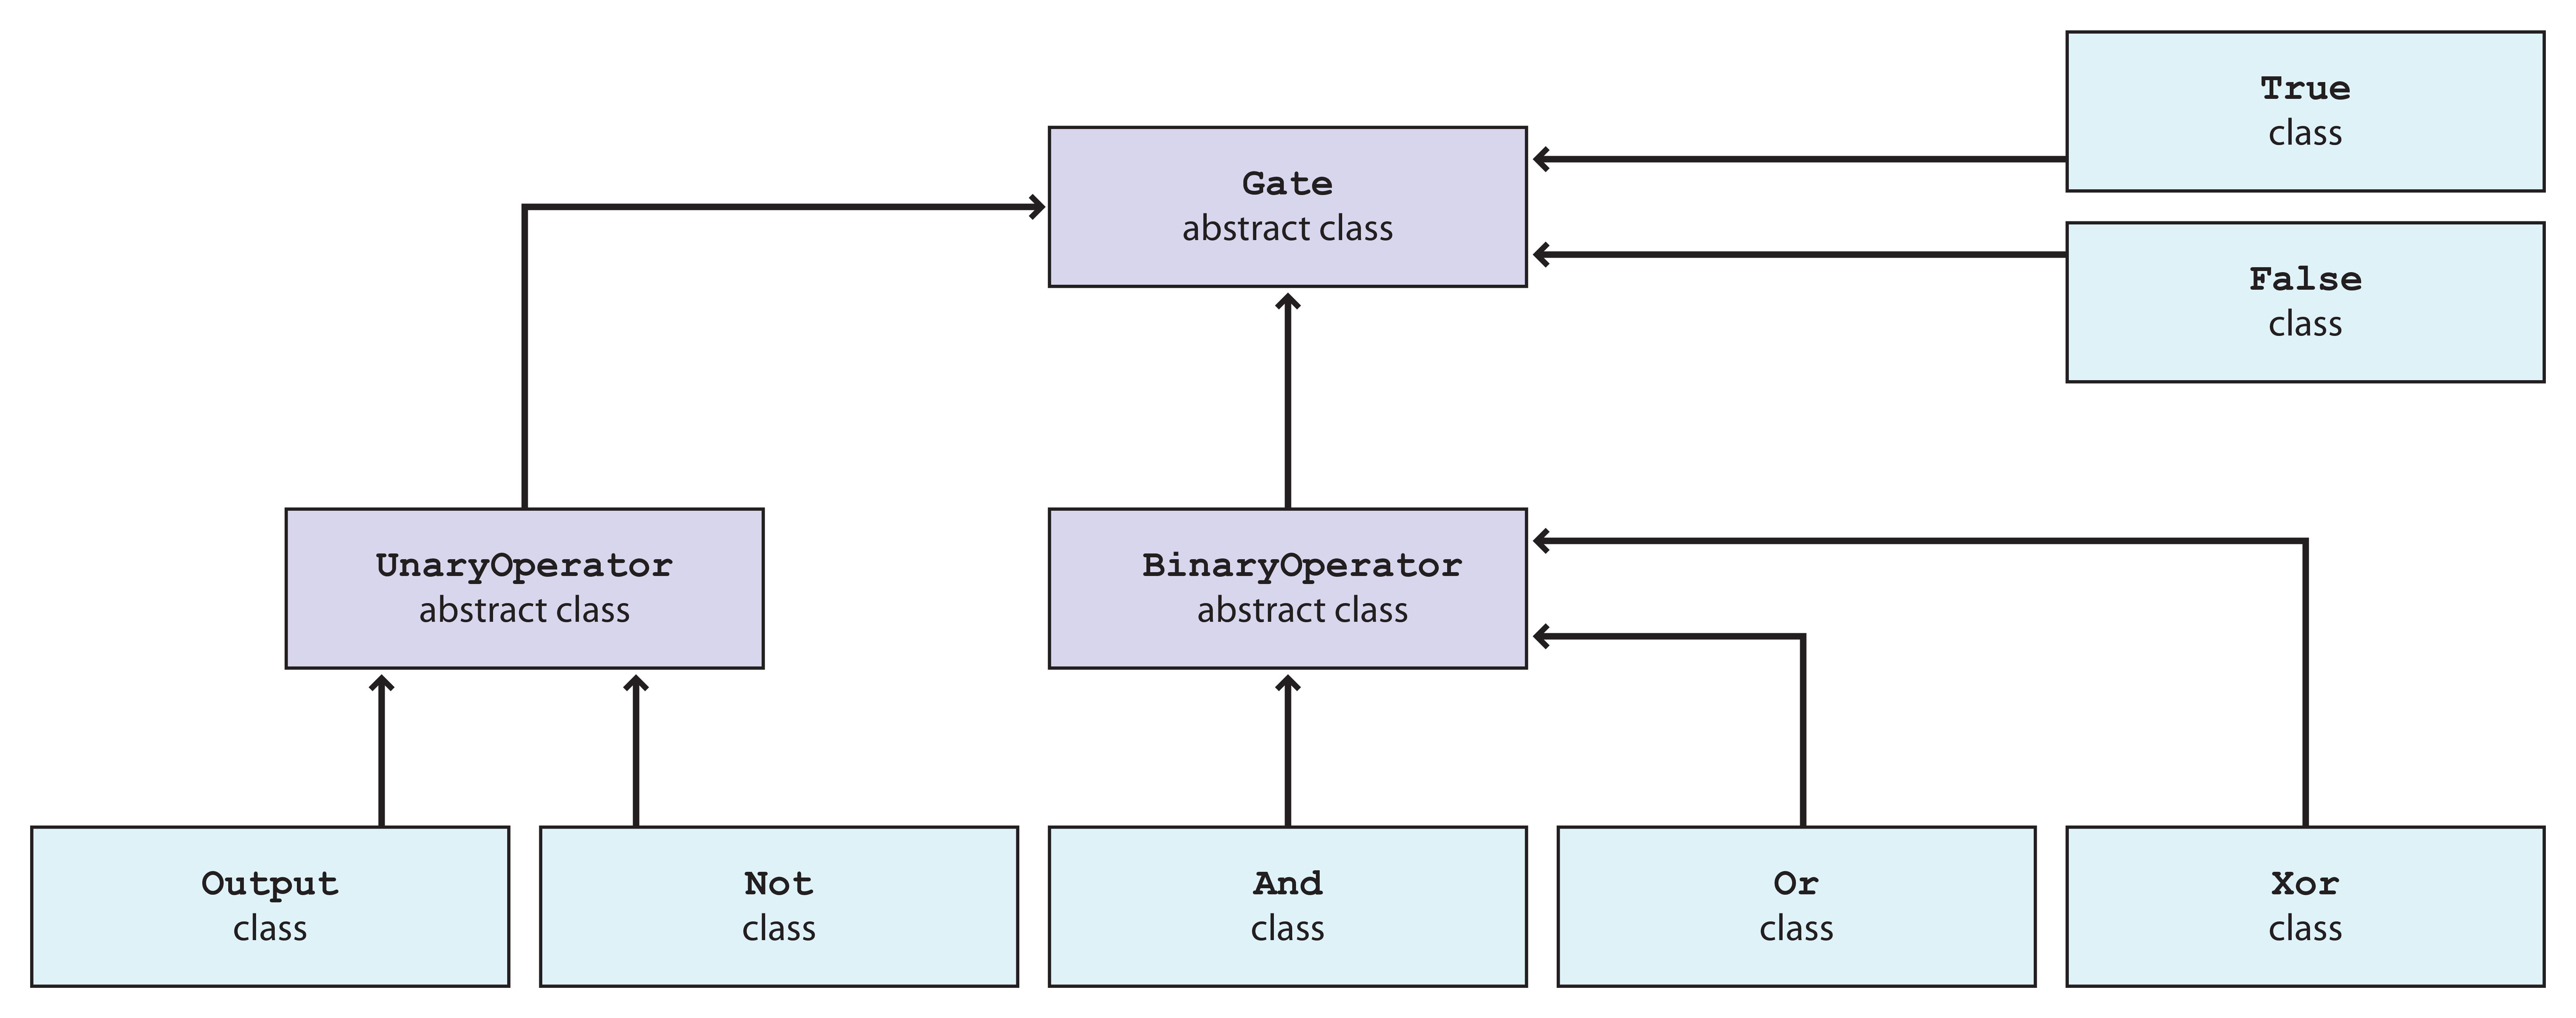 True
class
Gate
abstract class
False
class
UnaryOperator
abstract class
BinaryOperator
abstract class
Output
class
Not
class
And
class
Or
class
Xor
class